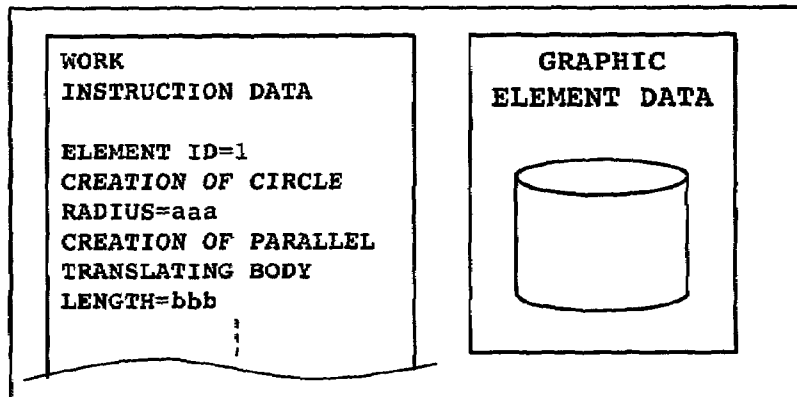 WORK
INSTRUCTION DATA
ELEMENT ID=1
CREATION OF CIRCLE
RADIUS=aaa
CREATION OF PARALLEL
TRANSLATING BODY
LENGTH=bbb
GRAPHIC
ELEMENT DATA